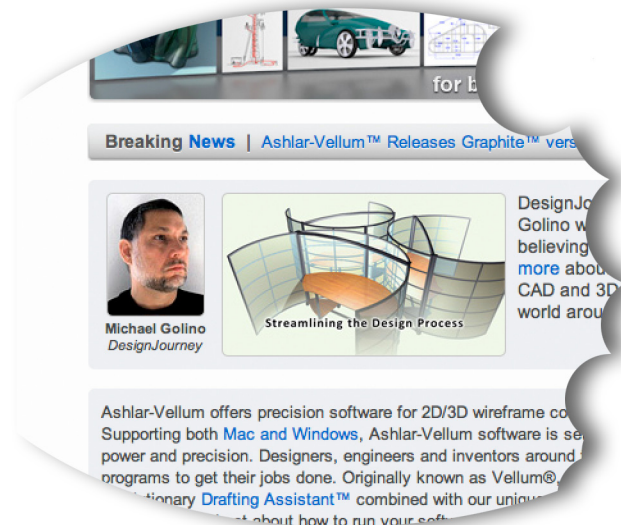 for b
Breaking News | Ashlar-Vellum™ Releases Graphite™ vers
DesignJo
Golino w
believing
more abou
CAD and 3D
world arou
Streamlining the Design Process
Michael Golino
DesignJourney
Ashlar-Vellum offers precision software for 2D/3D wireframe co
Supporting both Mac and Windows, Ashlar-Vellum software is se
power and precision. Designers, engineers and inventors around
programs to get their jobs done. Originally known as Vellum®,
Drafting Assistant™ combined with our unique
about how to run your soft